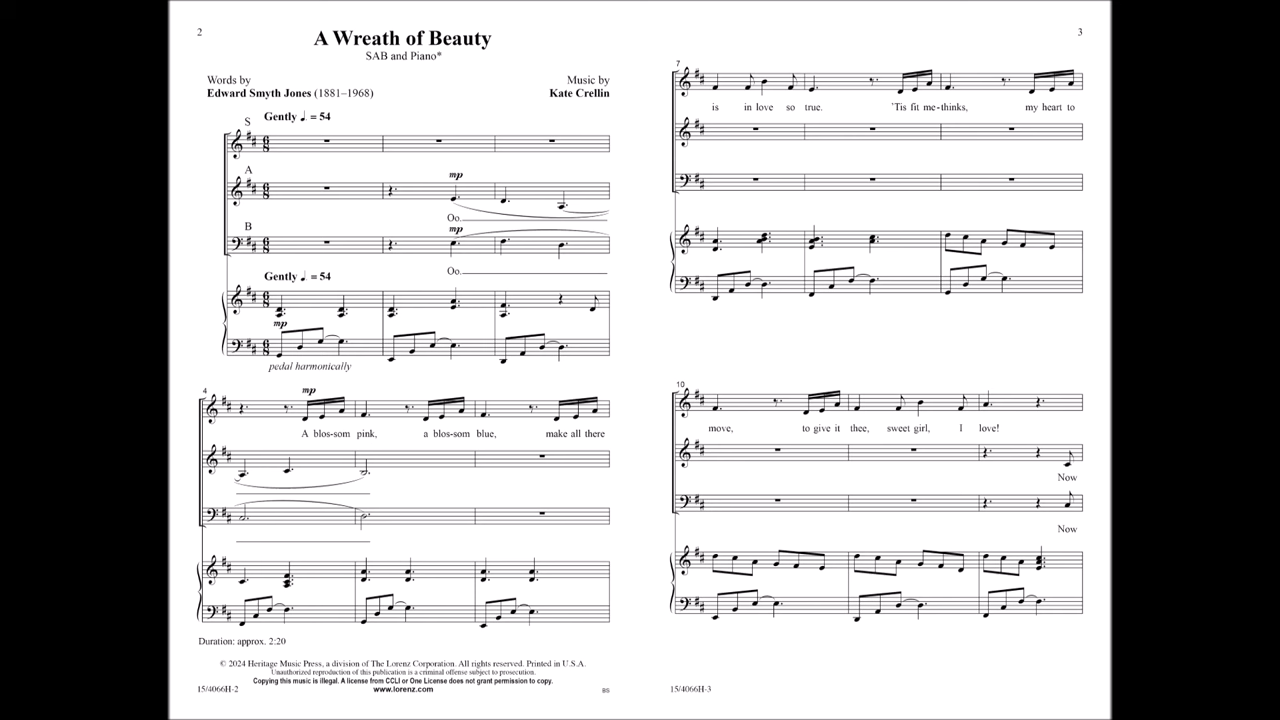 2
A Wreath of Beauty
SAB and Piano*
Words by
Edward Smyth Jones (1881–1968)
Music by
Kate Crellin
Gently ♩. = 54
S
A
mp
Oo
B
mp
Oo
Gently ♩. = 54
mp
pedal harmonically
4
mp
A blos-som pink, a blos-som blue, make all there
Duration: approx. 2:20
© 2024 Heritage Music Press, a division of The Lorenz Corporation. All rights reserved. Printed in U.S.A.
Unauthorized reproduction of this publication is a criminal offense subject to prosecution.
Copying this music is illegal. A license from CCLI or One License does not grant permission to copy.
15/4066H-2
www.lorenz.com
BS
3
7
is in love so true. 'Tis fit me-thinks, my heart to
10
move, to give it thee, sweet girl, I love!
Now
Now
15/4066H-3